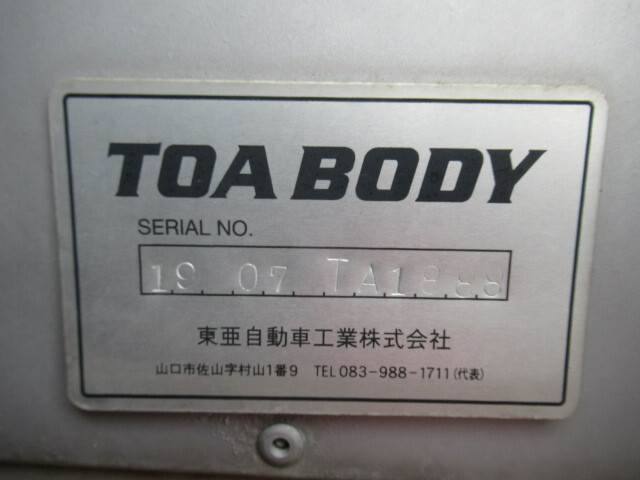 TOA BODY
SERIAL NO.
19 07 TA1888
東亜自動車工業株式会社
山口市佐山字村山1番9 TEL 083-988-1711(代表)